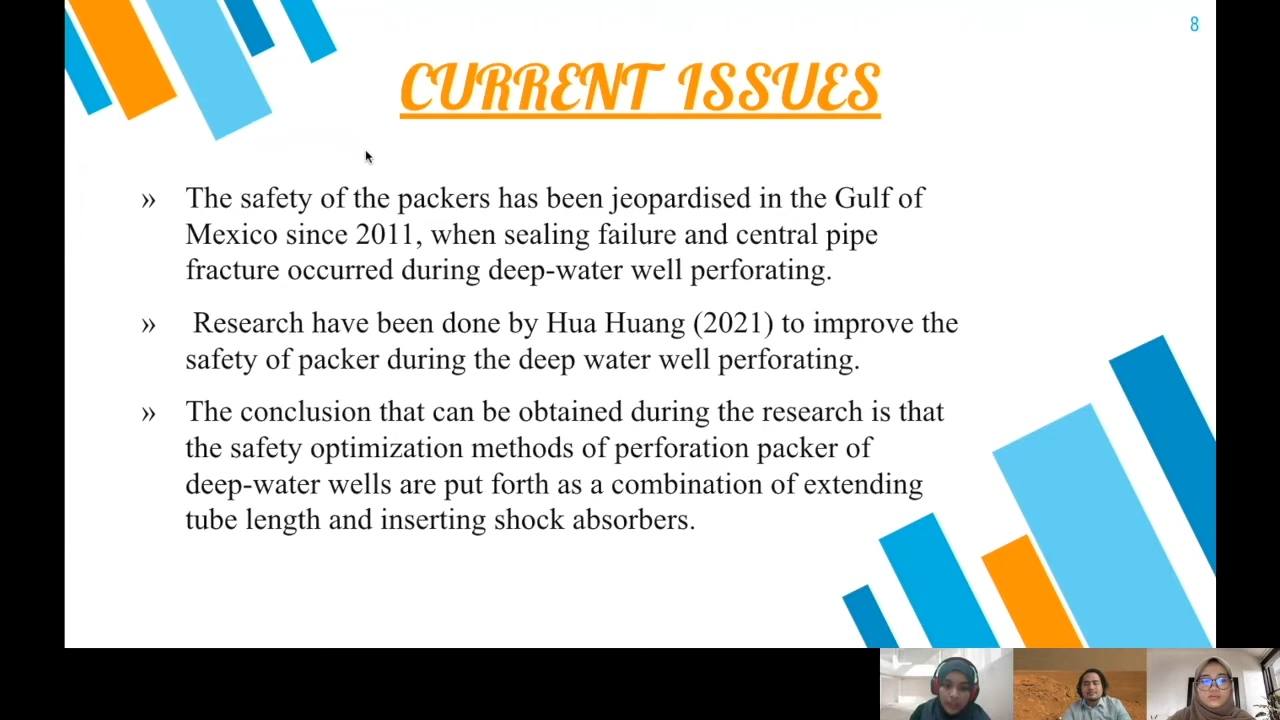 8
CURRENT ISSUES
» The safety of the packers has been jeopardised in the Gulf of
Mexico since 2011, when sealing failure and central pipe
fracture occurred during deep-water well perforating.
» Research have been done by Hua Huang (2021) to improve the
safety of packer during the deep water well perforating.
» The conclusion that can be obtained during the research is that
the safety optimization methods of perforation packer of
deep-water wells are put forth as a combination of extending
tube length and inserting shock absorbers.